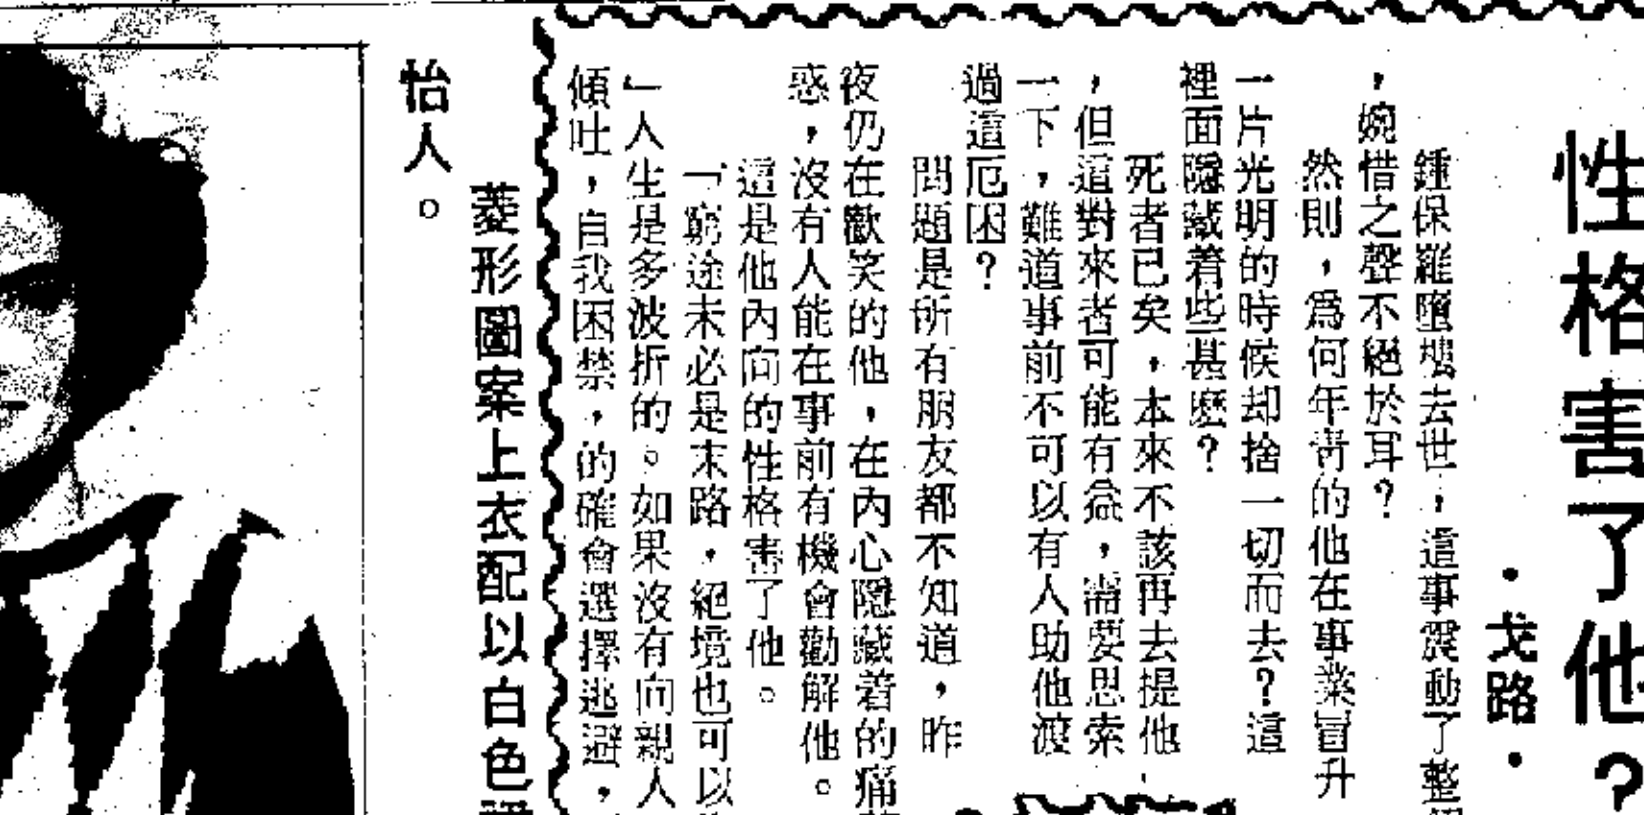 性格害了他？
·戈路·
鍾保羅墮樓去世，這事震動了整
，婉惜之聲不絕於耳？
然則，爲何年青的他在事業冒升
一片光明的時候却捨一切而去？這
裡面隱藏着些甚麽？
死者已矣，本來不該再去提他
，但這對來者可能有益，需要思索
一下，難道事前不可以有人助他渡
過這厄困？
問題是所有朋友都不知道，昨
夜仍在歡笑的他，在內心隱藏着的痛
惑，沒有人能在事前有機會勸解他。
這是他內向的性格害了他。
「窮途未必是末路，絕境也可以
」人生是多波折的。如果沒有向親人
傾吐，自我困禁，的確會選擇逃避，
菱形圖案上衣配以白色
怡人。